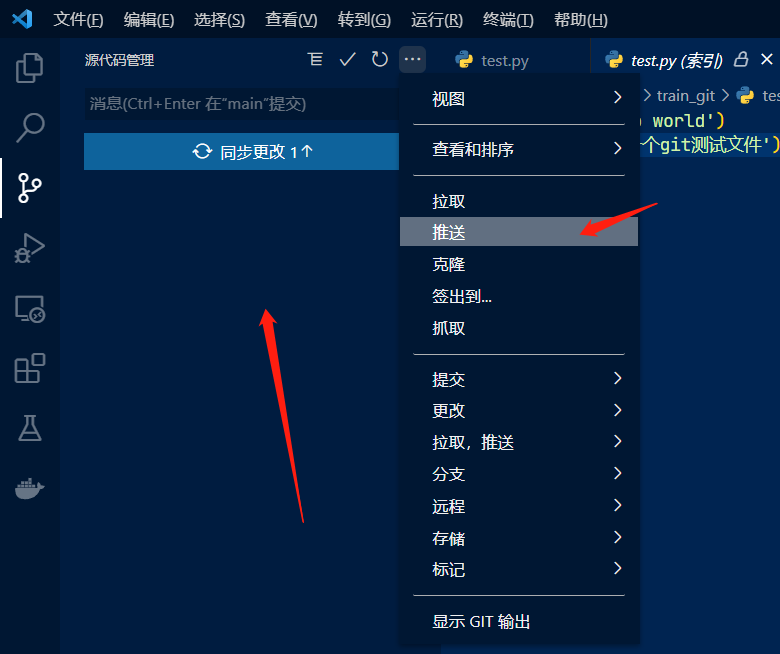 文件(F) 编辑(E) 选择(S) 查看(V) 转到(G) 运行(R) 终端(T) 帮助(H)
源代码管理
test.py
test.py (索引)
消息(Ctrl+Enter 在“main”提交)
同步更改 1↑
train_git
world')
个git测试文件')
视图
查看和排序
拉取
推送
克隆
签出到...
抓取
提交
更改
拉取，推送
分支
远程
存储
标记
显示 GIT 输出